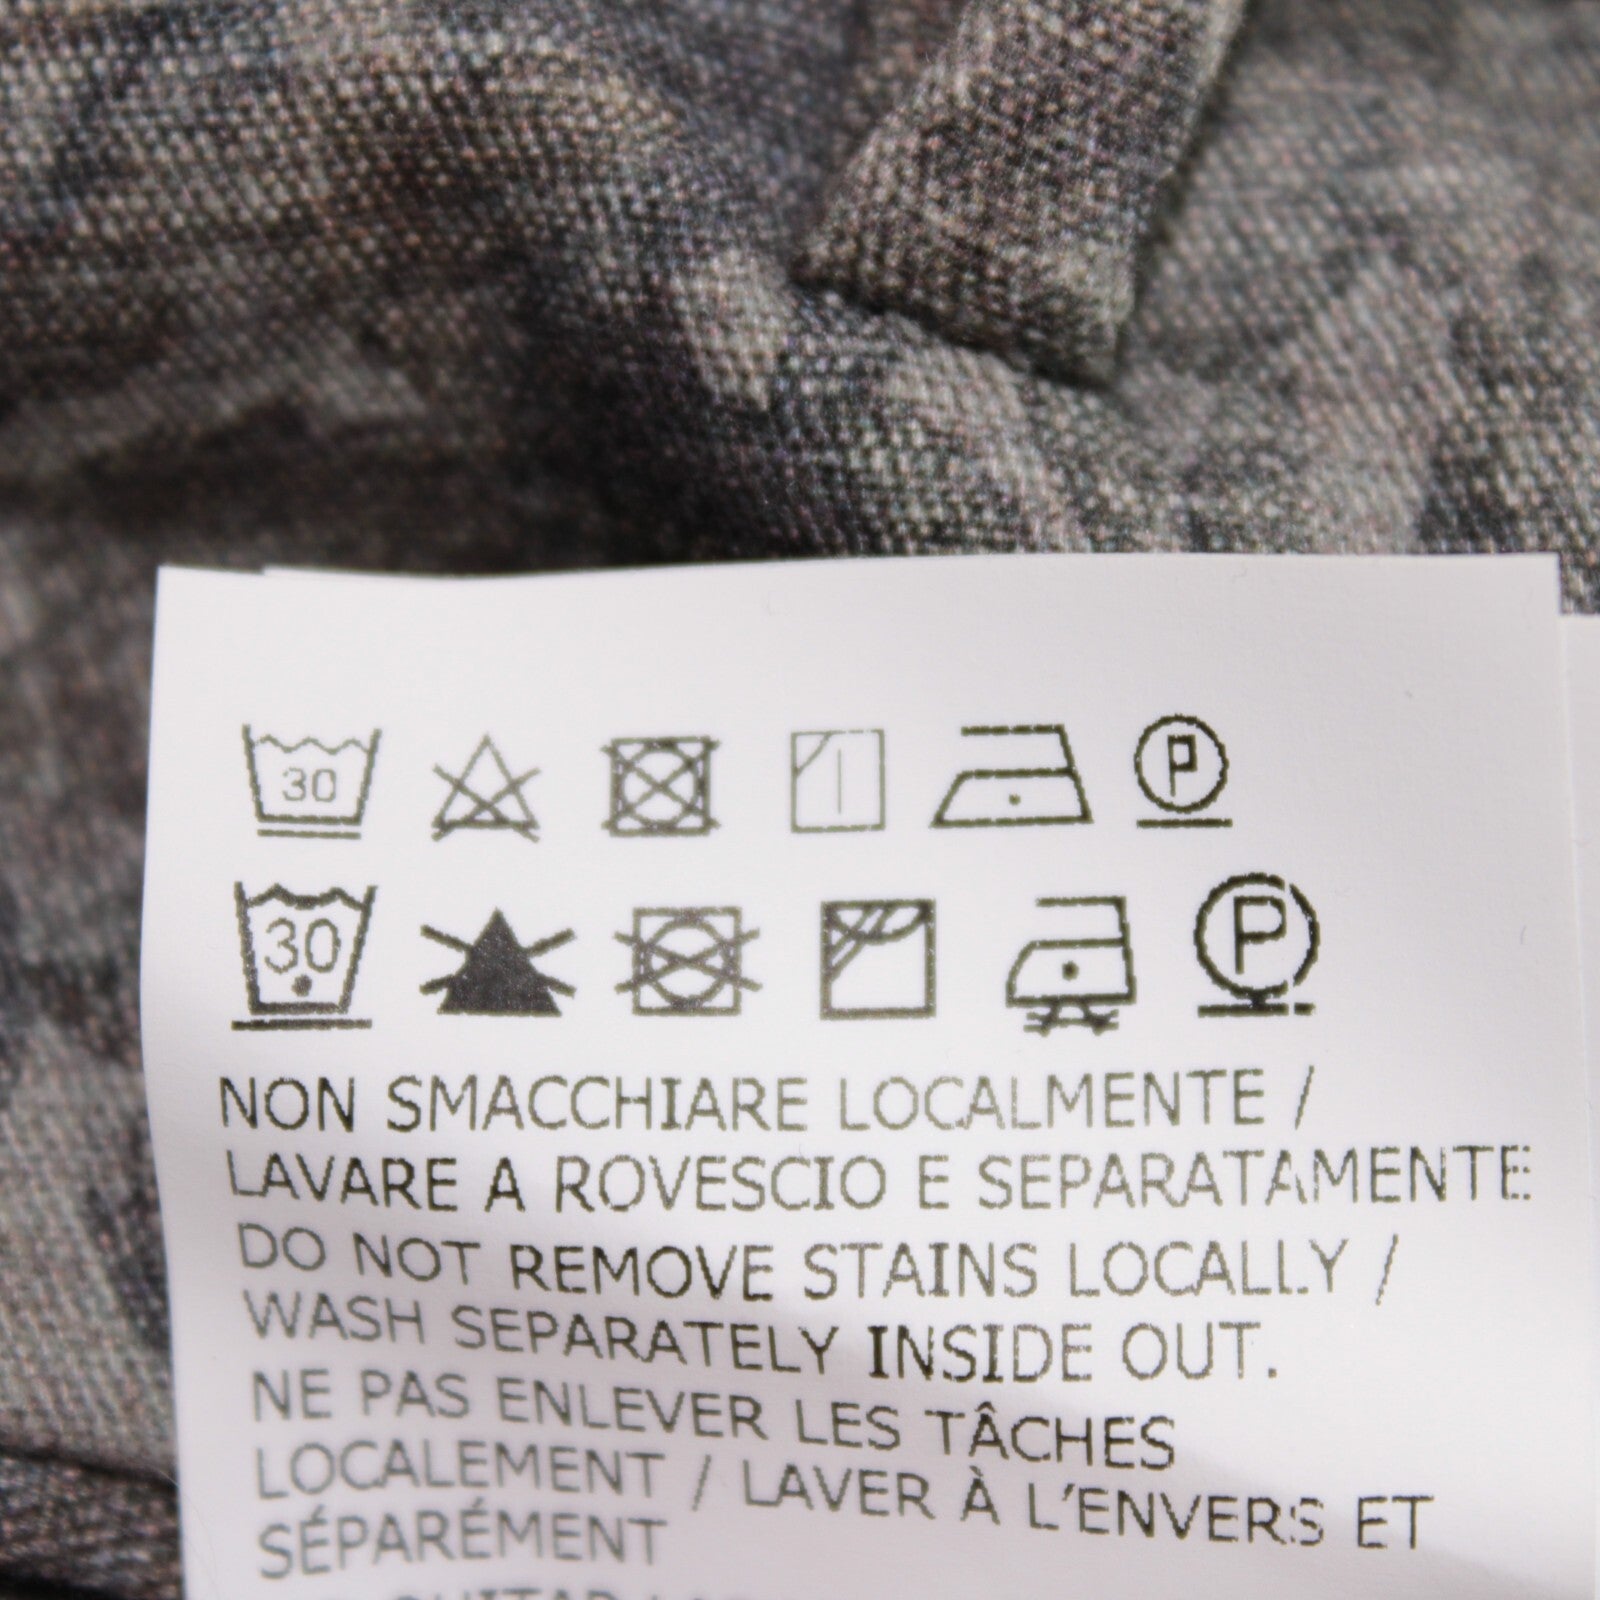 30 P
30 P
NON SMACCHIARE LOCALMENTE /
LAVARE A ROVESCIO E SEPARATAMENTE
DO NOT REMOVE STAINS LOCALLY /
WASH SEPARATELY INSIDE OUT.
NE PAS ENLEVER LES TÂCHES
LOCALEMENT / LAVER À L'ENVERS ET
SÉPARÉMENT